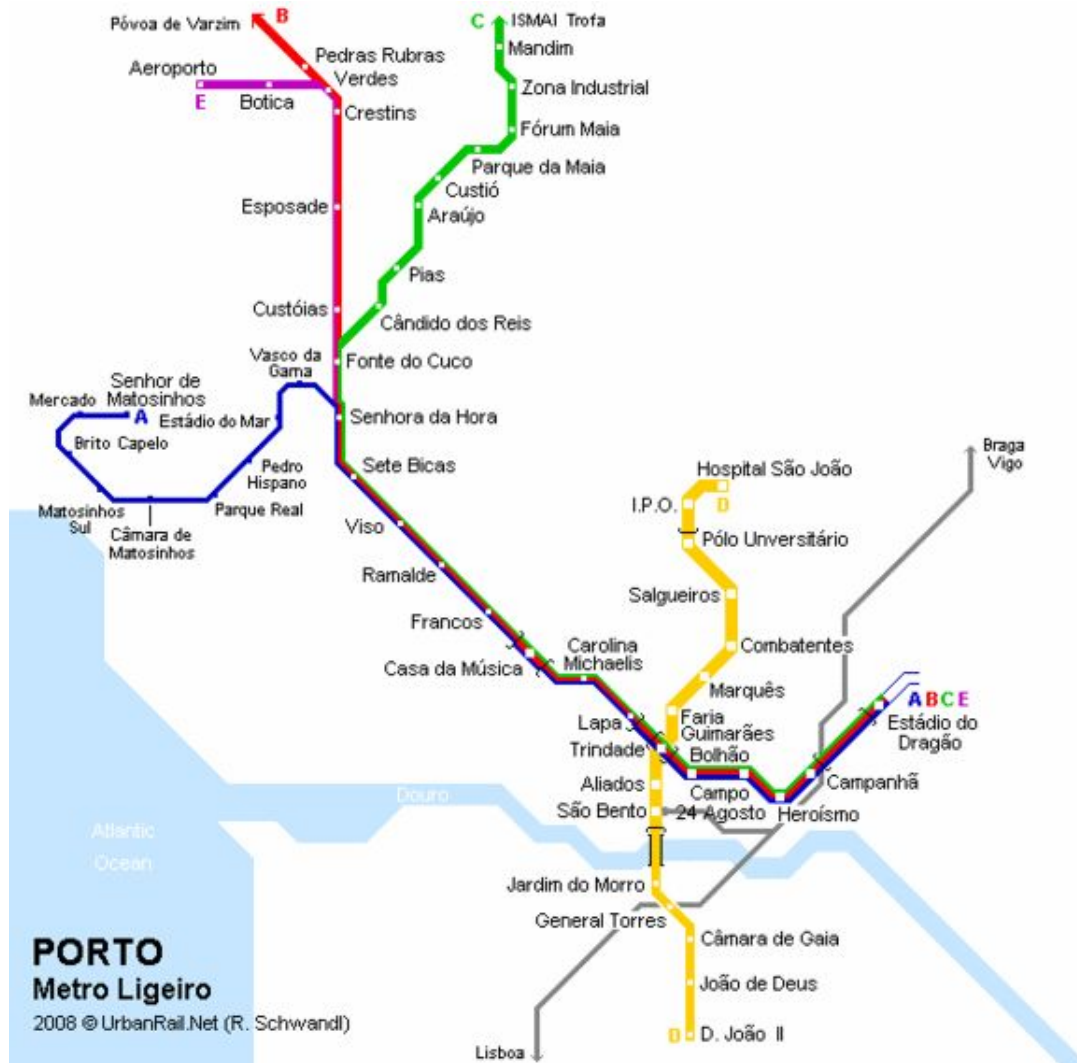 Póvoa de Varzim
B
C
ISMAI Trofa
Mandim
Pedras Rubras
Aeroporto
Verdes
Zona Industrial
E
Botica
Crestins
Fórum Maia
Parque da Maia
Custió
Esposade
Araújo
Pias
Custóias
Cândido dos Reis
Vasco da
Gama
Fonte do Cuco
Senhor de
Matosinhos
Mercado
A
Estádio do Mar
Senhora da Hora
Brito Capelo
Braga
Vigo
Pedro
Hispano
Sete Bicas
Hospital São João
Matosinhos
Sul
Parque Real
I.P.O.
D
Câmara de
Matosinhos
Viso
Pólo Unversitário
Ramalde
Salgueiros
Francos
Carolina
Michaelis
Combatentes
Casa da Música
Marquês
A B C E
Lapa
Faria
Guimarães
Estádio do
Dragão
Trindade
Bolhão
Aliados
Campo
24 Agosto
Campanhã
Douro
São Bento
Heroísmo
Atlantic
Ocean
Jardim do Morro
General Torres
Câmara de Gaia
PORTO
Metro Ligeiro
João de Deus
2008 © UrbanRail.Net (R. Schwandl)
D
D. João II
Lisboa